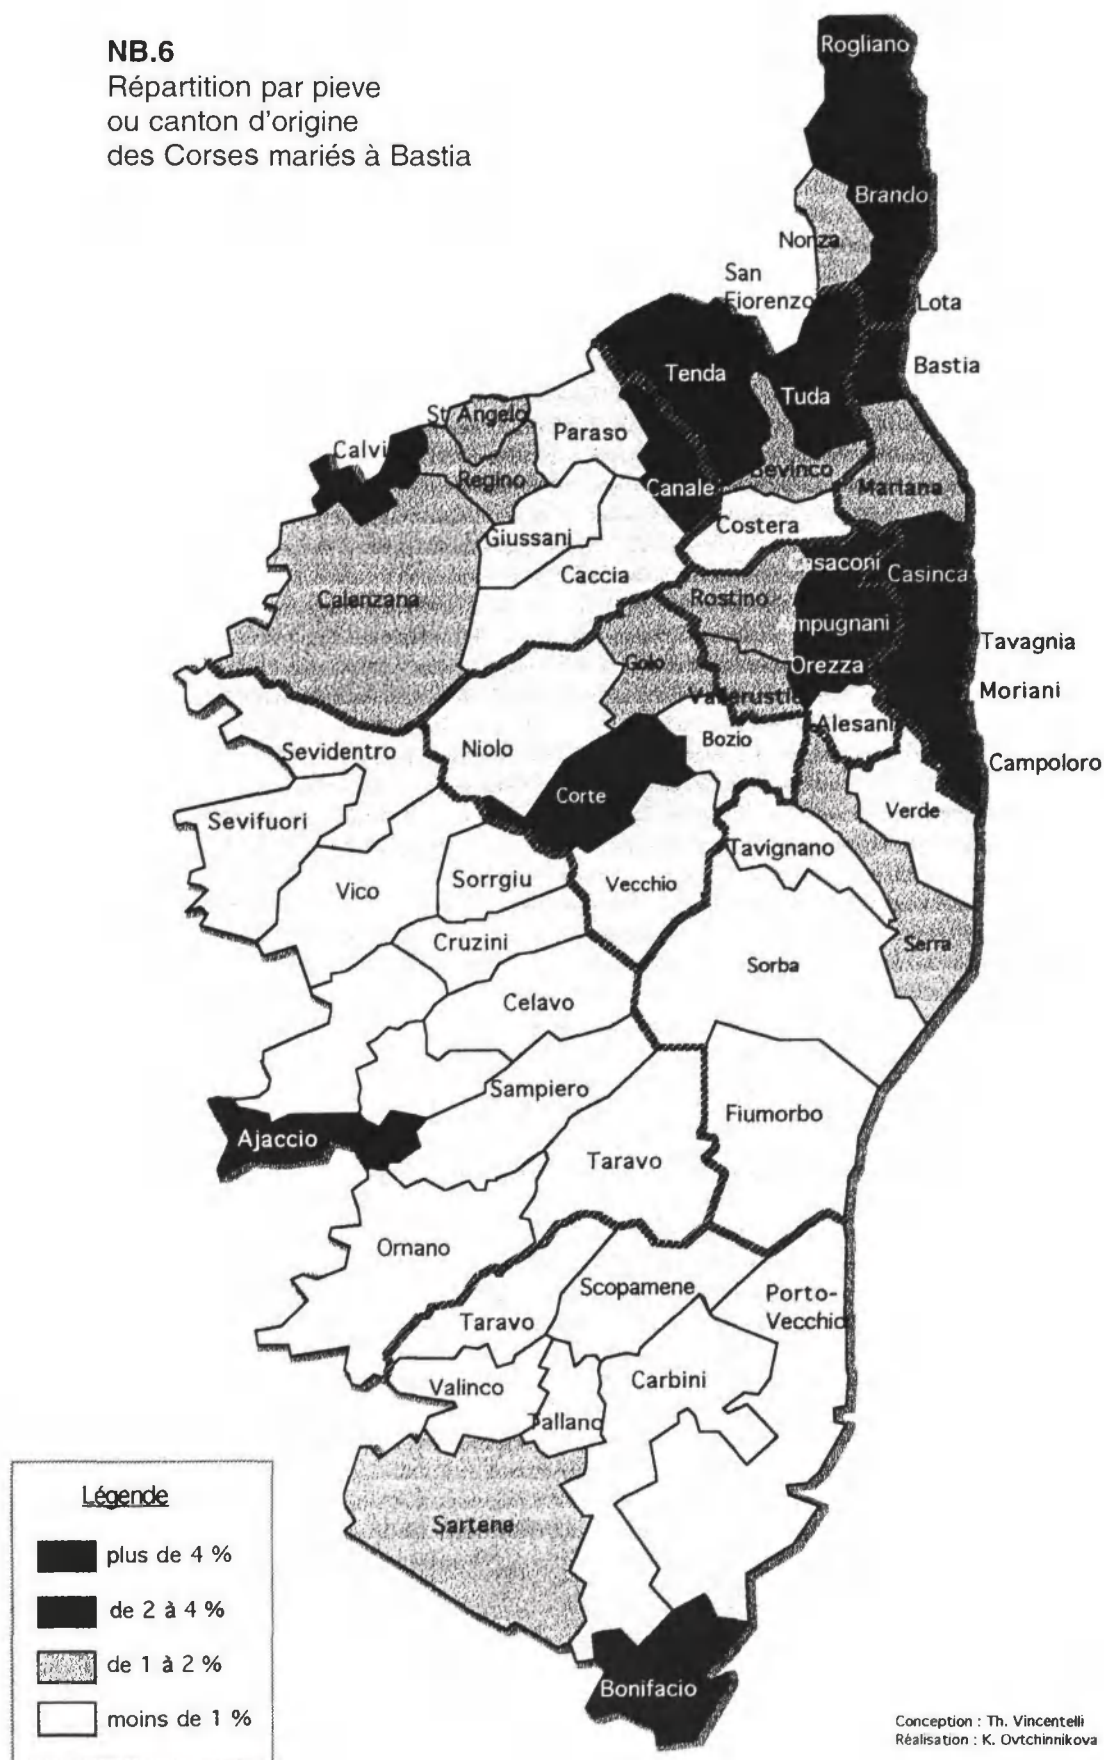 NB.6
Répartition par pieve
ou canton d'origine
des Corses mariés à Bastia
Rogliano
Brando
Nonza
San
Fiorenzo
Lota
Bastia
Tenda
Tuda
St Angelo
Paraso
Calvi
Regino
Canale
Bevinco
Mariana
Costera
Giussani
Casaconi
Casinca
Caccia
Calenzana
Rostino
Ampugnani
Tavagnia
Golo
Orezza
Vallerustie
Moriani
Alesani
Sevidentro
Niolo
Bozio
Campoloro
Corte
Verde
Sevifuori
Tavignano
Vico
Sorrgiu
Vecchio
Cruzini
Serra
Sorba
Celavo
Sampiero
Fiumorbo
Ajaccio
Taravo
Ornano
Scopamene
Porto-
Vecchio
Taravo
Valinco
Carbini
Tallano
Légende
Sartene
plus de 4 %
de 2 à 4 %
de 1 à 2 %
Bonifacio
moins de 1 %
Conception : Th. Vincentelli
Réalisation : K. Ovtchinnikova